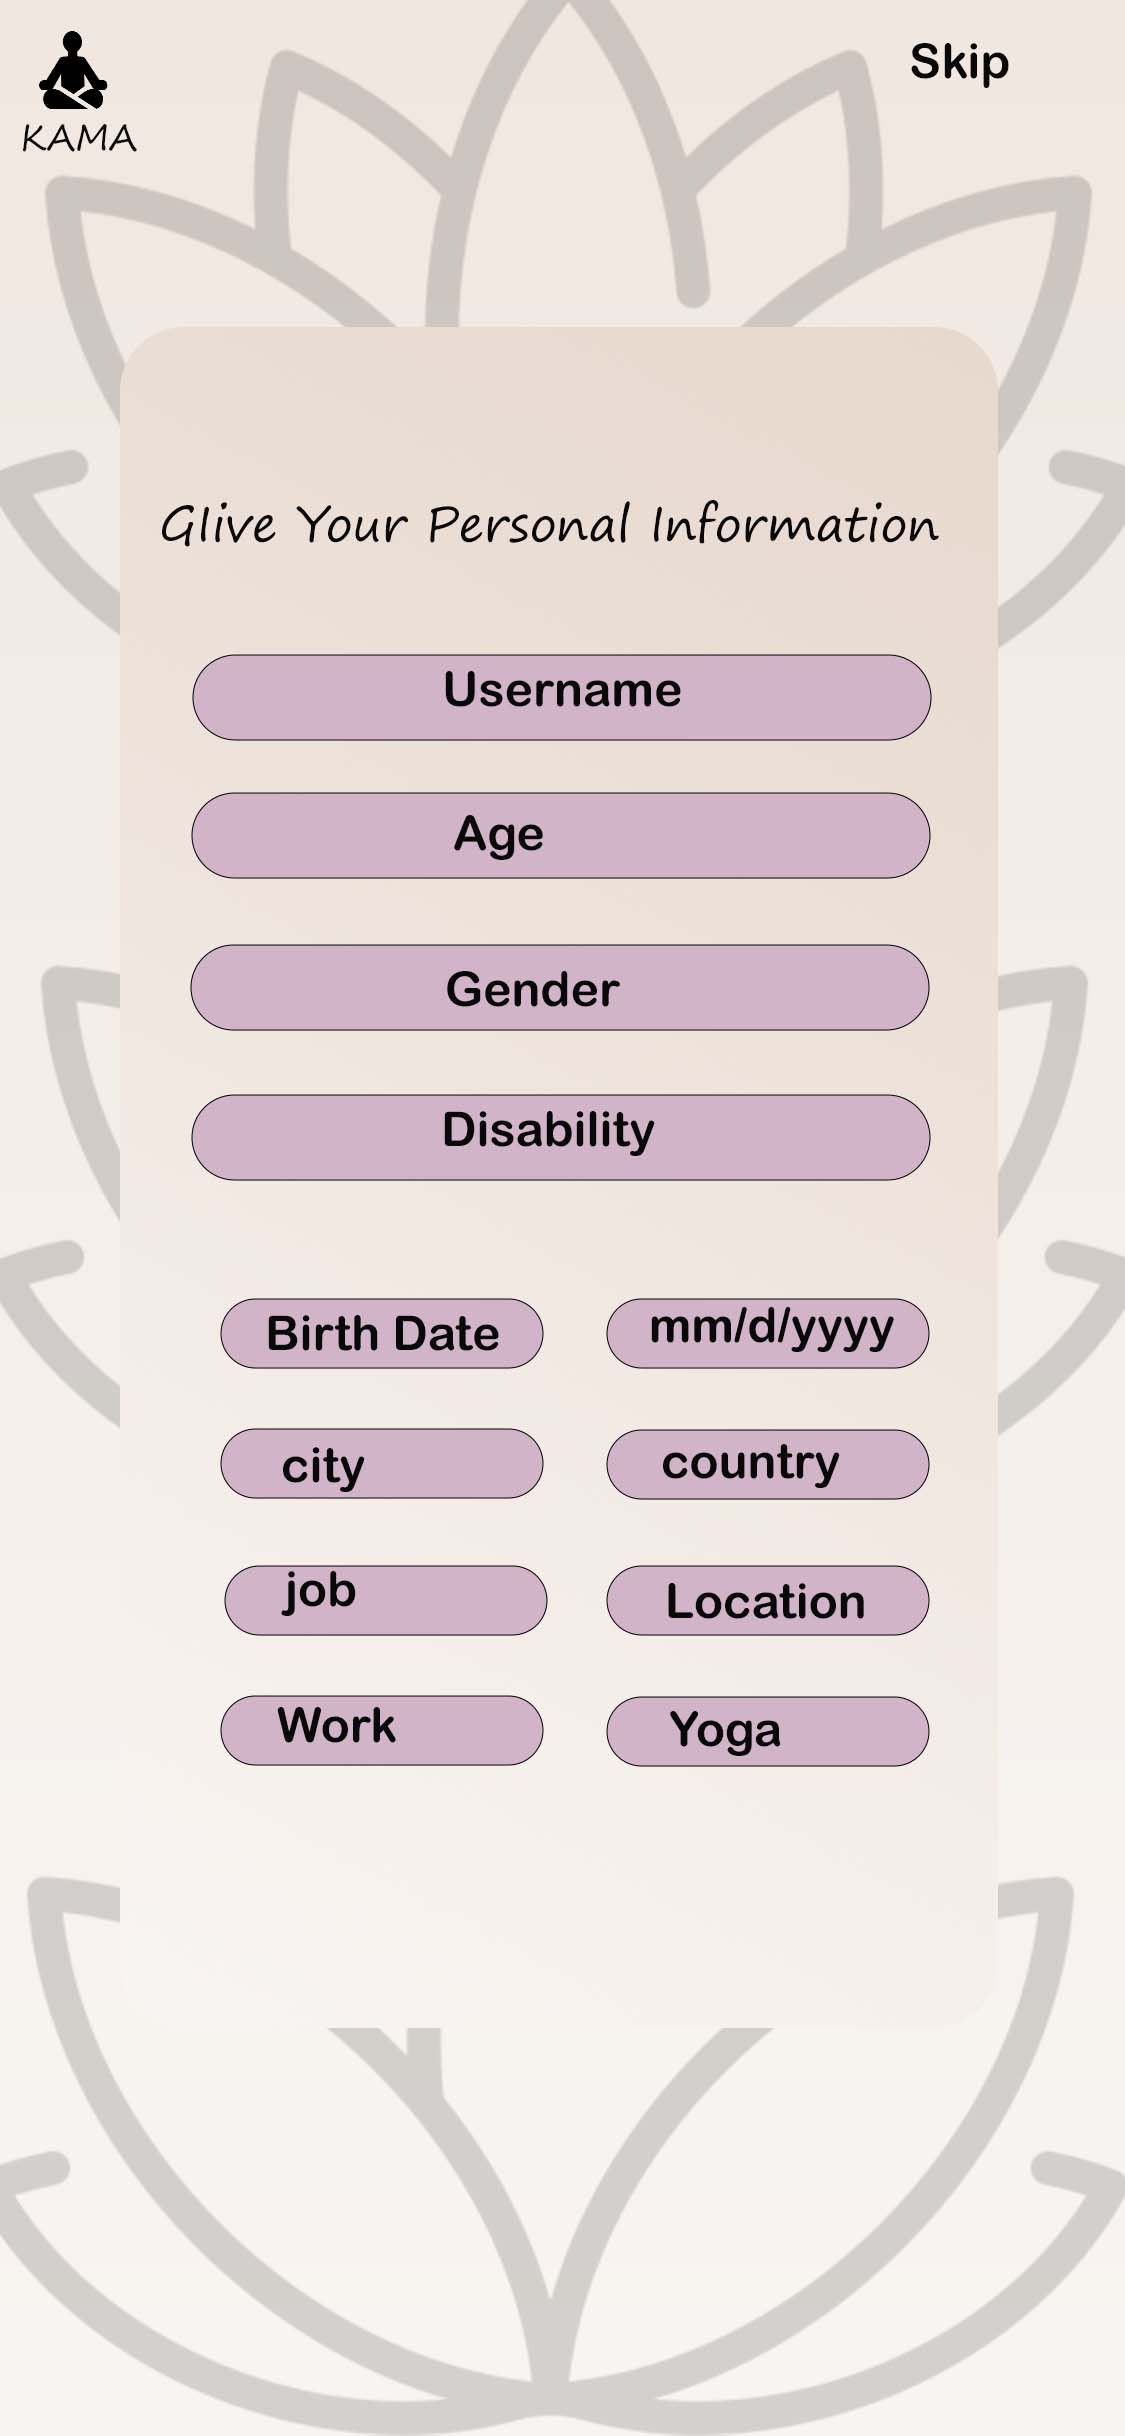 KAMA
Skip
GIive Your Personal Information
Username
Age
Gender
Disability
Birth Date
mm/d/yyyy
city
country
job
Location
Work
Yoga